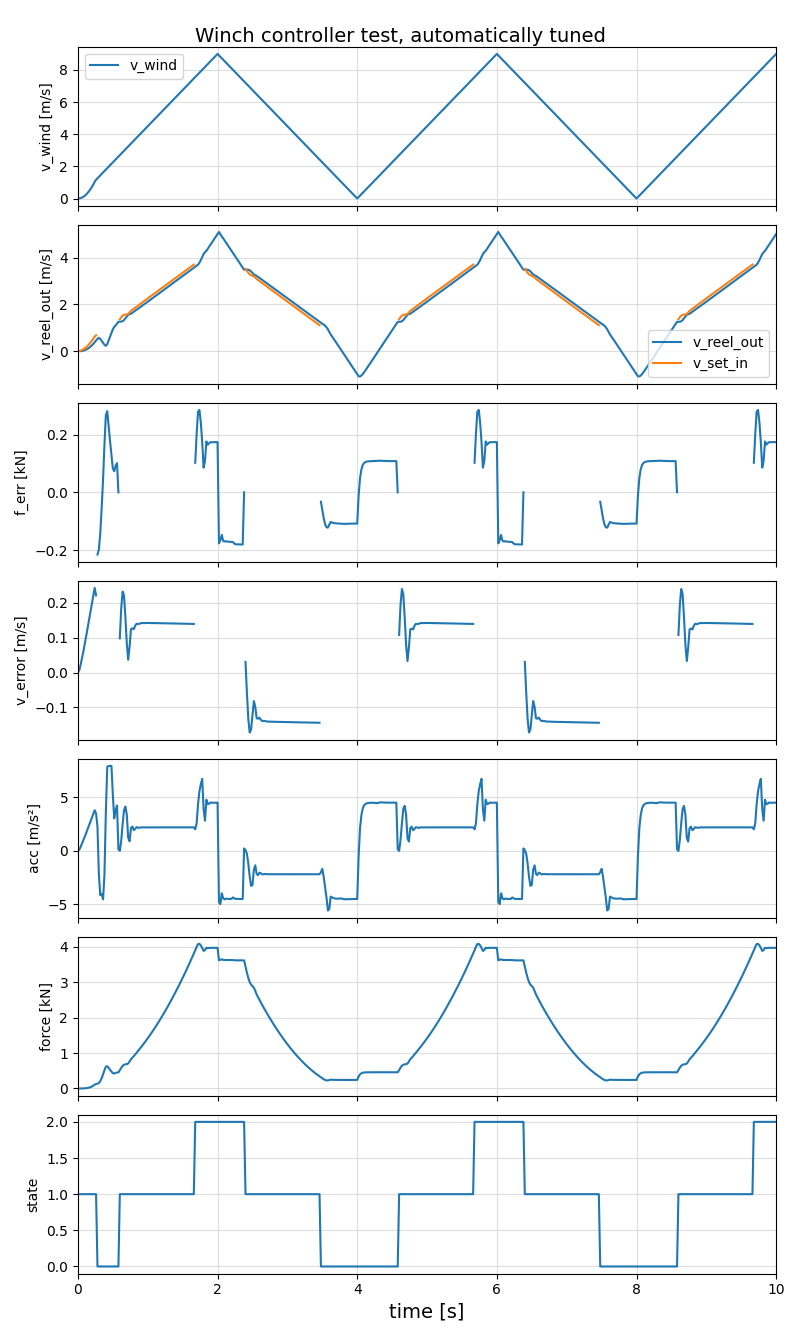 Winch controller test, automatically tuned
v_wind
v_wind [m/s]
8
6
4
2
0
v_reel_out [m/s]
4
2
0
v_reel_out
v_set_in
f_err [kN]
0.2
0.0
−0.2
v_error [m/s]
0.2
0.1
0.0
−0.1
acc [m/s²]
5
0
−5
force [kN]
4
3
2
1
0
state
2.0
1.5
1.0
0.5
0.0
0 2 4 6 8 10
time [s]